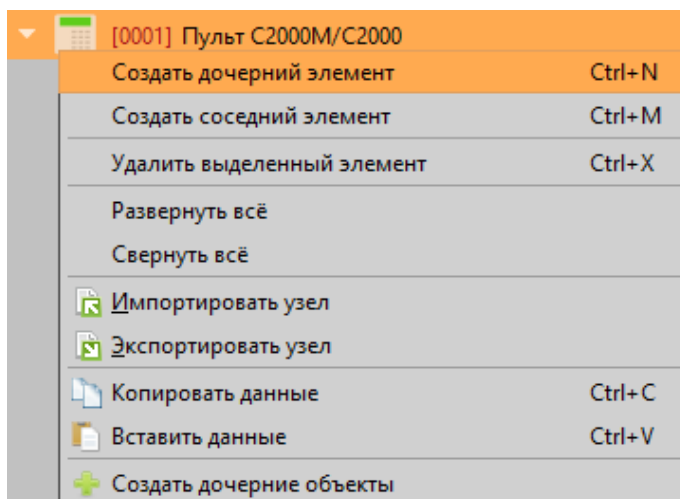 [0001] Пульт С2000М/С2000
Создать дочерний элемент Ctrl+N
Создать соседний элемент Ctrl+M
Удалить выделенный элемент Ctrl+X
Развернуть всё
Свернуть всё
Импортировать узел
Экспортировать узел
Копировать данные Ctrl+C
Вставить данные Ctrl+V
Создать дочерние объекты